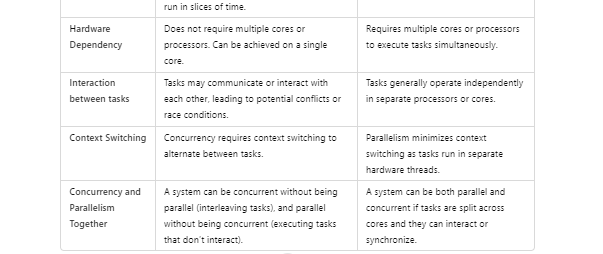 run in slices of time.
Hardware
Dependency
Does not require multiple cores or
processors. Can be achieved on a single
core.
Requires multiple cores or processors
to execute tasks simultaneously.
Interaction
between tasks
Tasks may communicate or interact with
each other, leading to potential conflicts or
race conditions.
Tasks generally operate independently
in separate processors or cores.
Context Switching
Concurrency requires context switching to
alternate between tasks.
Parallelism minimizes context
switching as tasks run in separate
hardware threads.
Concurrency and
Parallelism
Together
A system can be concurrent without being
parallel (interleaving tasks), and parallel
without being concurrent (executing tasks
that don't interact).
A system can be both parallel and
concurrent if tasks are split across
cores and they can interact or
synchronize.